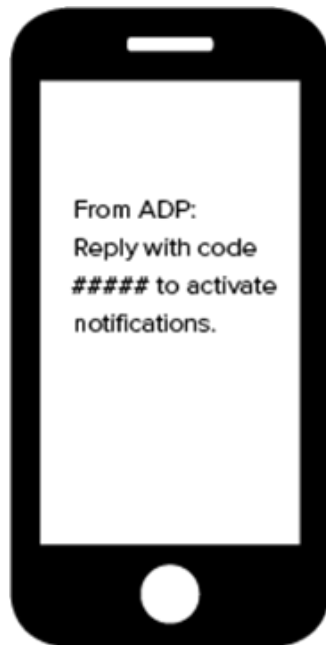 From ADP:
Reply with code
##### to activate
notifications.